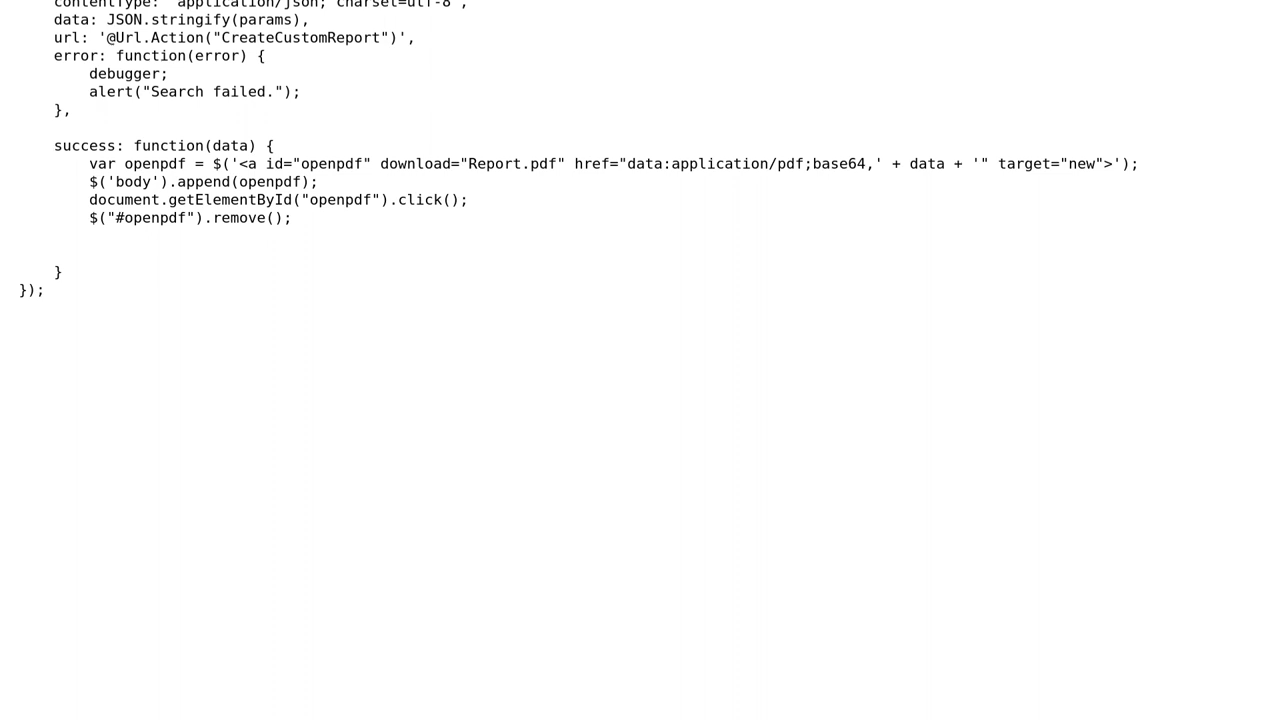 contentType: "application/json; charset=utf-8",
data: JSON.stringify(params),
url: '@Url.Action("CreateCustomReport")',
error: function(error) {
debugger;
alert("Search failed.");
},
success: function(data) {
var openpdf = $('<a id="openpdf" download="Report.pdf" href="data:application/pdf;base64,' + data + '" target="new">');
$('body').append(openpdf);
document.getElementById("openpdf").click();
$("#openpdf").remove();
}
});